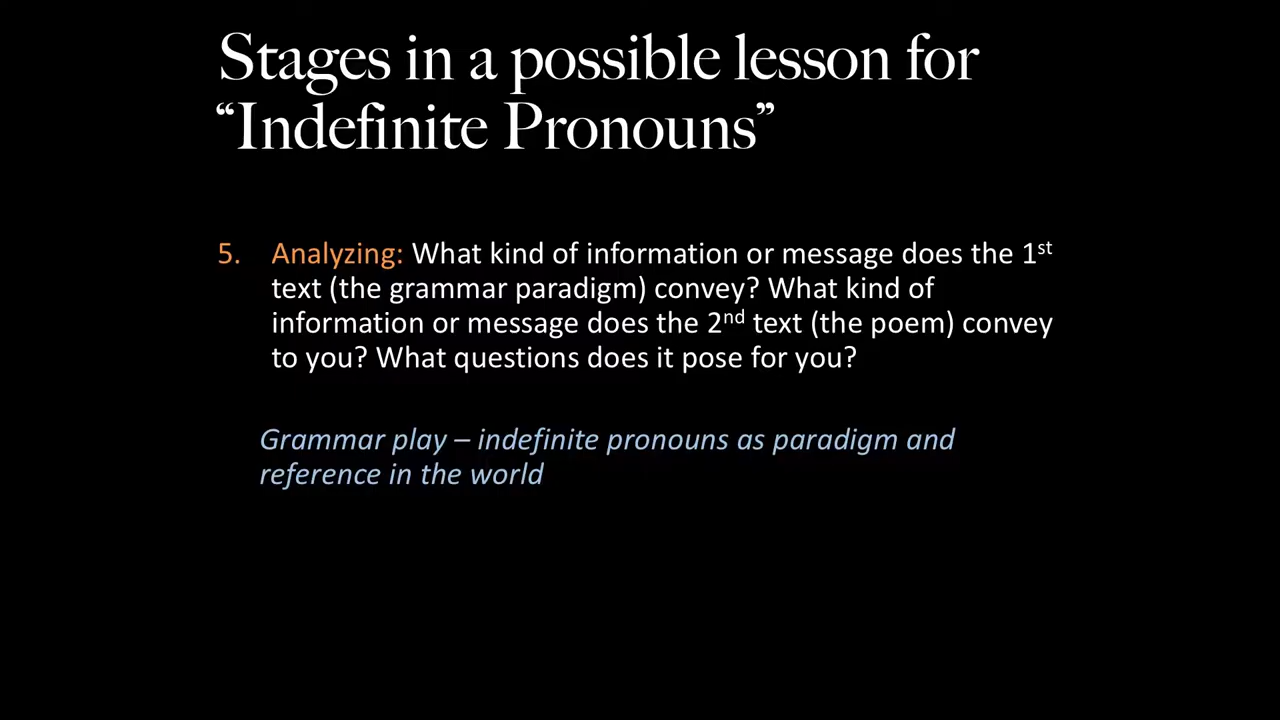 Stages in a possible lesson for
“Indefinite Pronouns”
5. Analyzing: What kind of information or message does the 1st
text (the grammar paradigm) convey? What kind of
information or message does the 2nd text (the poem) convey
to you? What questions does it pose for you?
Grammar play – indefinite pronouns as paradigm and
reference in the world